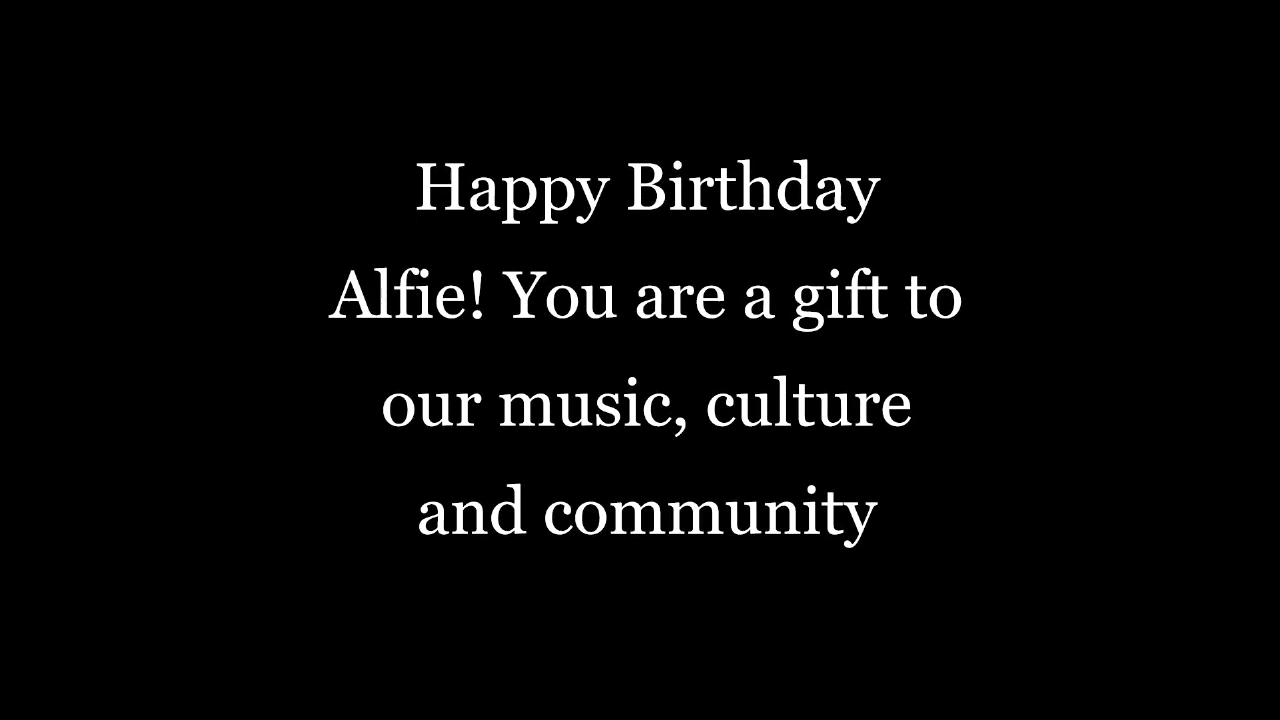 Happy Birthday
Alfie! You are a gift to
our music, culture
and community